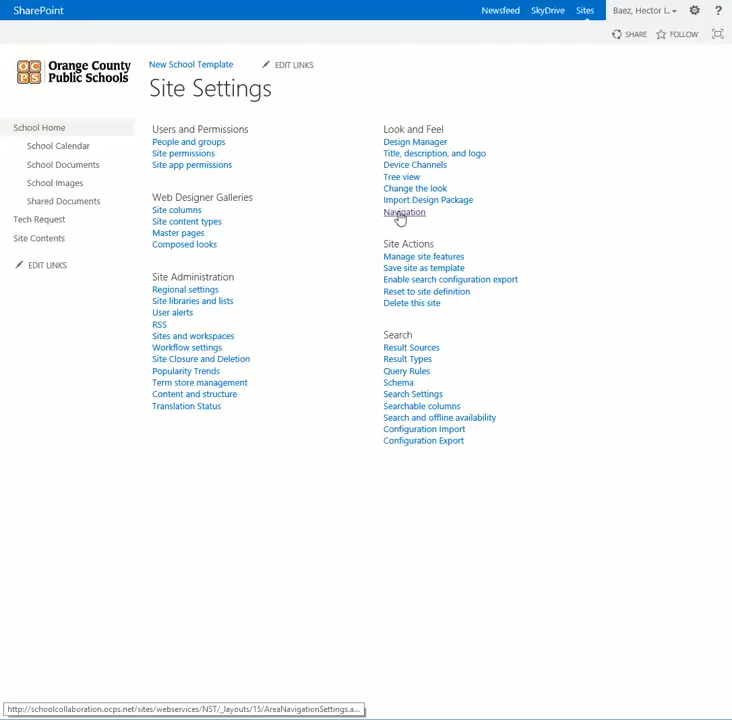 SharePoint
Newsfeed SkyDrive Sites
Baez, Hector L.
?
SHARE FOLLOW
OC
PS
Orange County
Public Schools
New School Template
EDIT LINKS
Site Settings
School Home
School Calendar
School Documents
School Images
Shared Documents
Tech Request
Site Contents
EDIT LINKS
Users and Permissions
People and groups
Site permissions
Site app permissions
Web Designer Galleries
Site columns
Site content types
Master pages
Composed looks
Site Administration
Regional settings
Site libraries and lists
User alerts
RSS
Sites and workspaces
Workflow settings
Site Closure and Deletion
Popularity Trends
Term store management
Content and structure
Translation Status
Look and Feel
Design Manager
Title, description, and logo
Device Channels
Tree view
Change the look
Import Design Package
Navigation
Site Actions
Manage site features
Save site as template
Enable search configuration export
Reset to site definition
Delete this site
Search
Result Sources
Result Types
Query Rules
Schema
Search Settings
Searchable columns
Search and offline availability
Configuration Import
Configuration Export
http://schoolcollaboration.ocps.net/sites/webservices/NST/_layouts/15/AreaNavigationSettings.a...